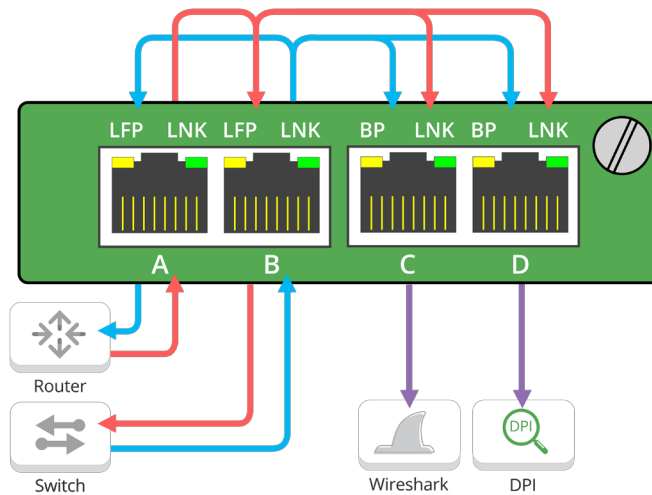 LFP LNK LFP LNK BP LNK BP LNK
A B C D
Router
Switch
DPI
Wireshark DPI